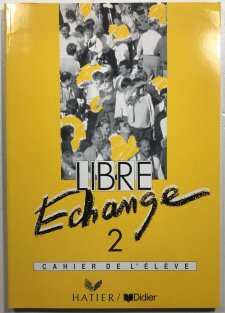 LIBRE
Echange
2
CAHIER DE L'ÉLÈVE
HATIER / Didier